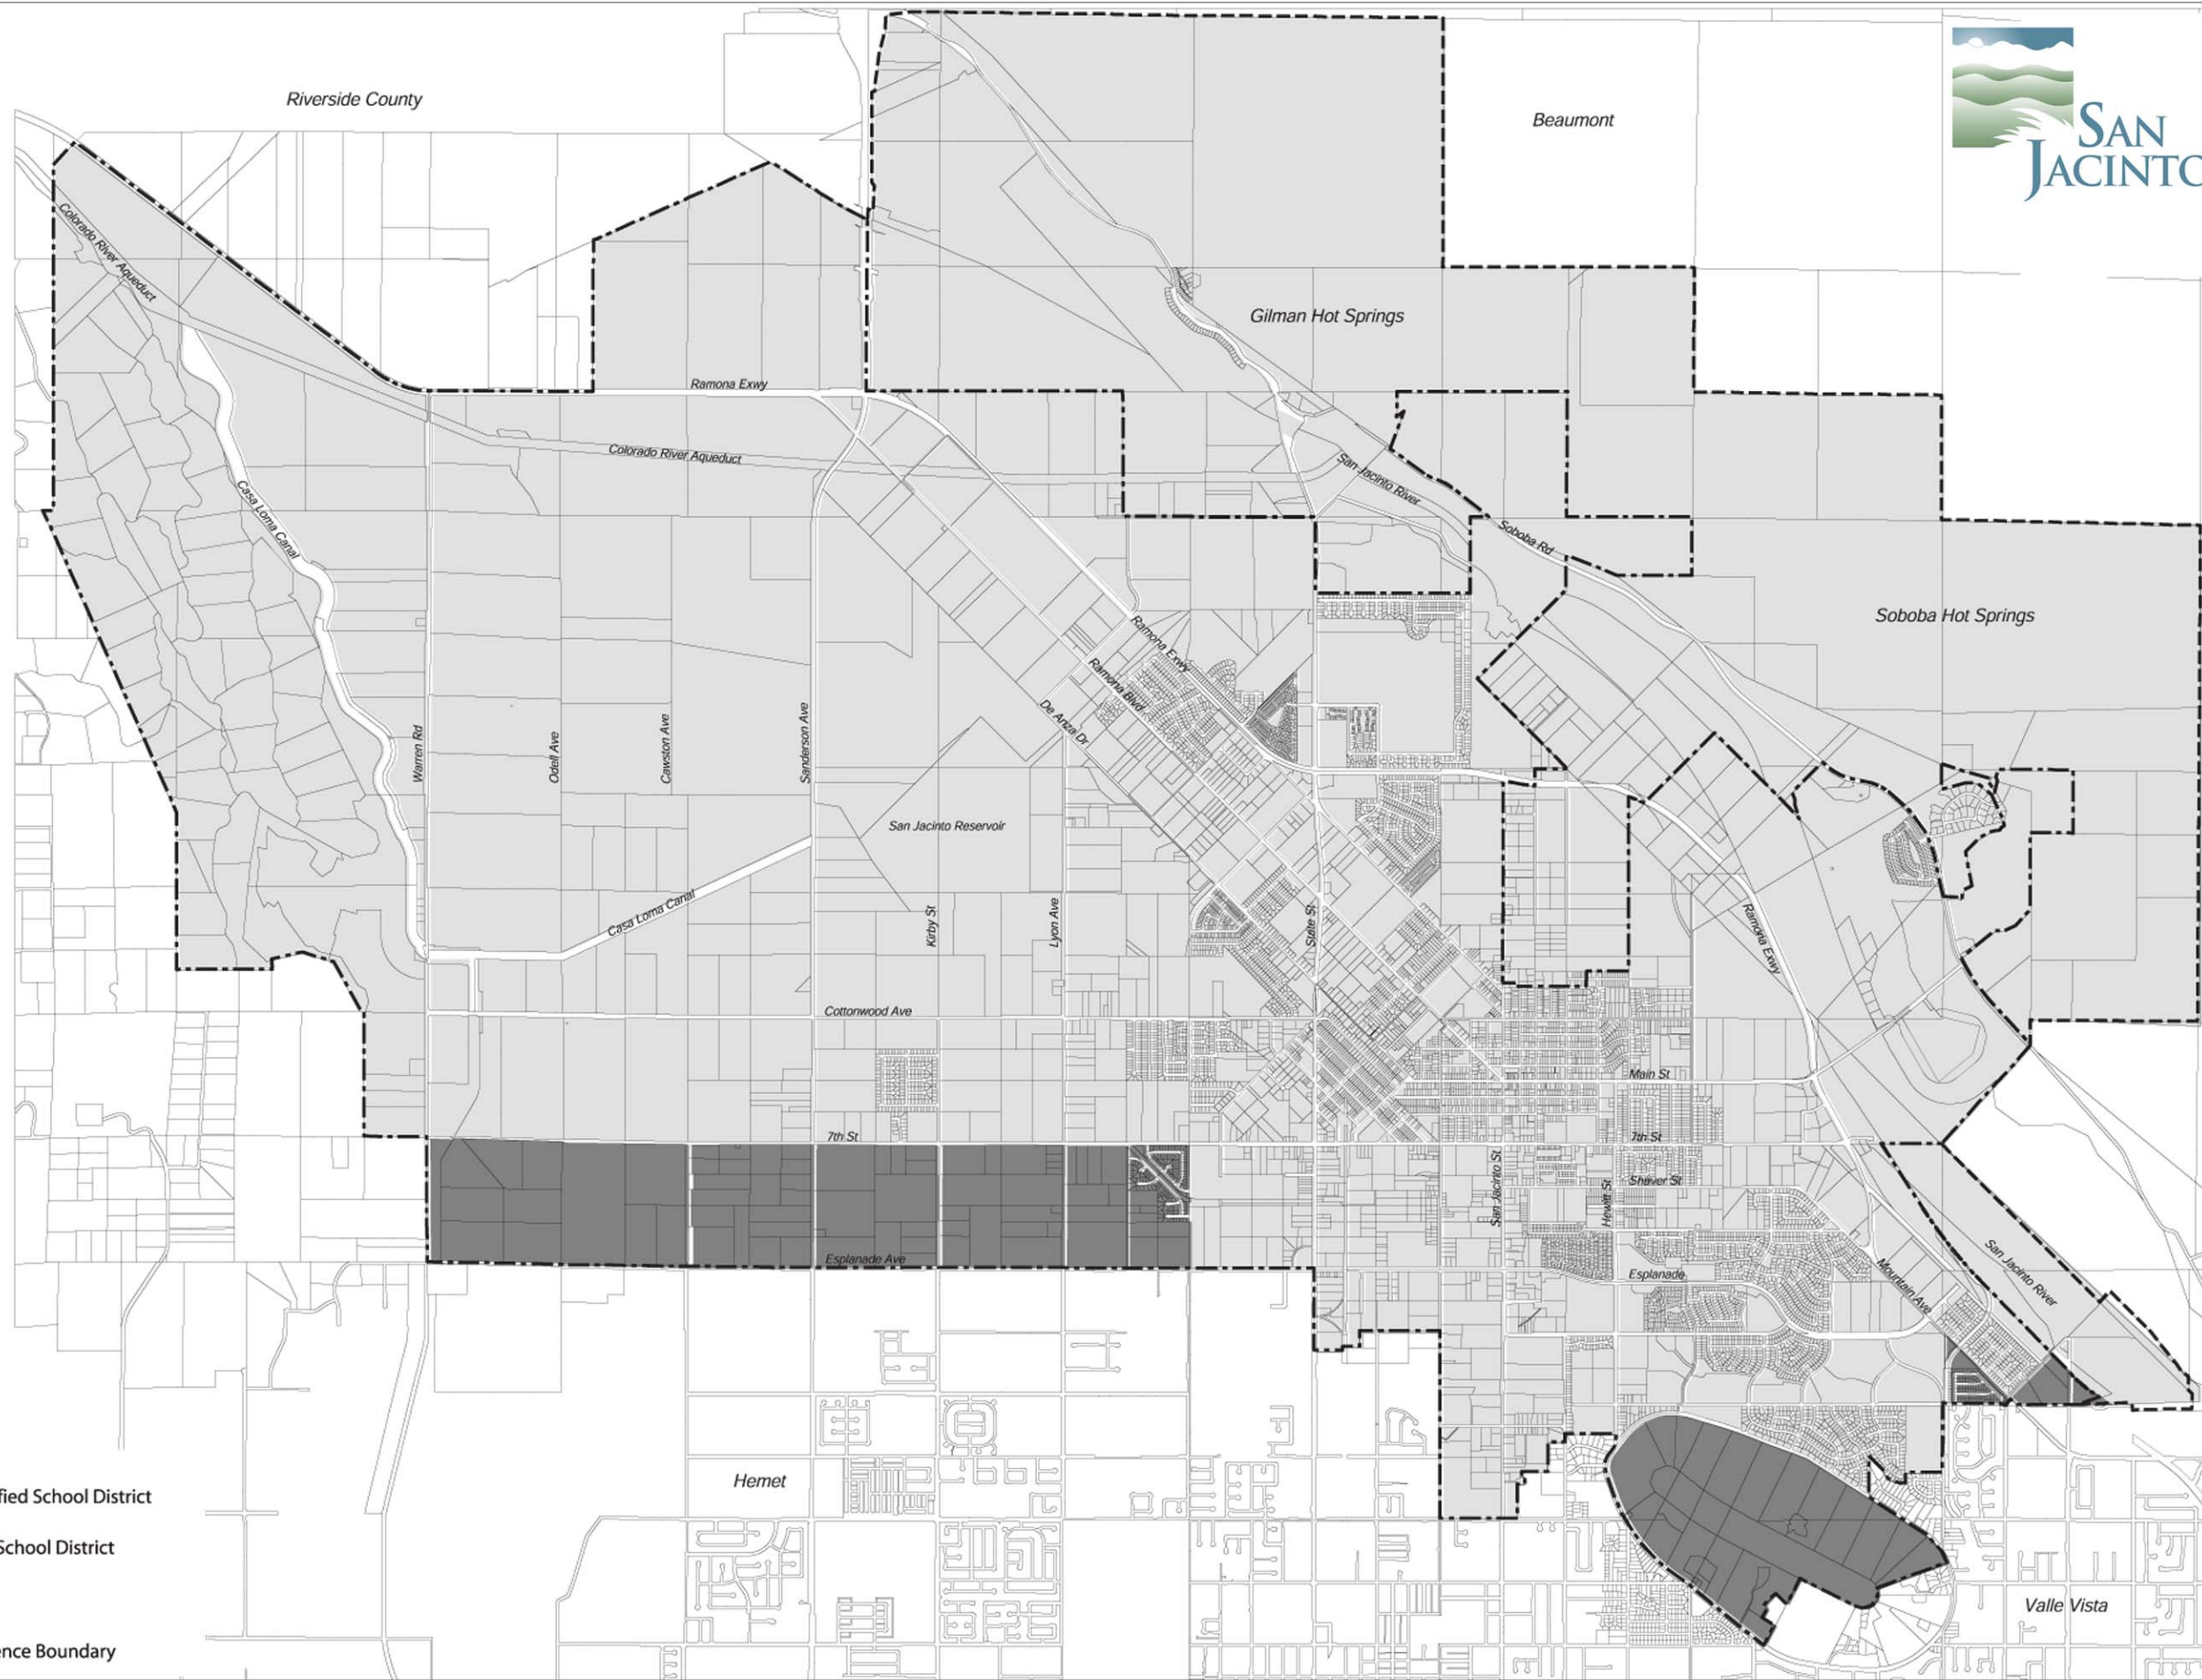 Riverside County
Beaumont
SAN
JACINTO
Colorado River Aqueduct
Gilman Hot Springs
Ramona Exwy
Colorado River Aqueduct
San Jacinto River
Casa Loma Canal
Soboba Rd
Soboba Hot Springs
Ramona Exwy
Ramona Blvd
De Anza Dr
Warren Rd
Odell Ave
Cawston Ave
Sanderson Ave
San Jacinto Reservoir
Casa Loma Canal
Kirby St
Lyon Ave
State St
Ramona Exwy
Cottonwood Ave
Main St
7th St
7th St
San Jacinto St
Hewitt St
Shaver St
Esplanade Ave
Esplanade
Mountain Ave
San Jacinto River
Hemet
fied School District
School District
Valle Vista
ence Boundary